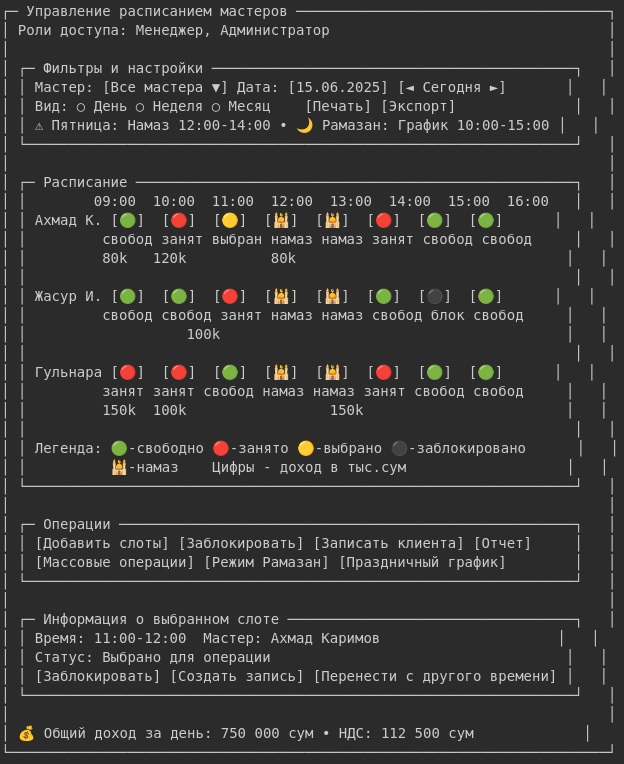 Управление расписанием мастеров
Роли доступа: Менеджер, Администратор
Фильтры и настройки
Мастер: [Все мастера ▼] Дата: [15.06.2025] [◄ Сегодня ►]
Вид: ○ День ○ Неделя ○ Месяц [Печать] [Экспорт]
⚠ Пятница: Намаз 12:00-14:00 • 🌙 Рамазан: График 10:00-15:00
Расписание
09:00 10:00 11:00 12:00 13:00 14:00 15:00 16:00
Ахмад К. [🟢] [🔴] [🟡] [🕌] [🕌] [🔴] [🟢] [🟢]
свобод занят выбран намаз намаз занят свобод свобод
80k 120k 80k
Жасур И. [🟢] [🟢] [🔴] [🕌] [🕌] [🟢] [⚫] [🟢]
свобод свобод занят намаз намаз свобод блок свобод
100k
Гульнара [🔴] [🔴] [🟢] [🕌] [🕌] [🔴] [🟢] [🟢]
занят занят свобод намаз намаз занят свобод свобод
150k 100k 150k
Легенда: 🟢-свободно 🔴-занято 🟡-выбрано ⚫-заблокировано
🕌-намаз Цифры - доход в тыс.сум
Операции
[Добавить слоты] [Заблокировать] [Записать клиента] [Отчет]
[Массовые операции] [Режим Рамазан] [Праздничный график]
Информация о выбранном слоте
Время: 11:00-12:00 Мастер: Ахмад Каримов
Статус: Выбрано для операции
[Заблокировать] [Создать запись] [Перенести с другого времени]
💰 Общий доход за день: 750 000 сум • НДС: 112 500 сум